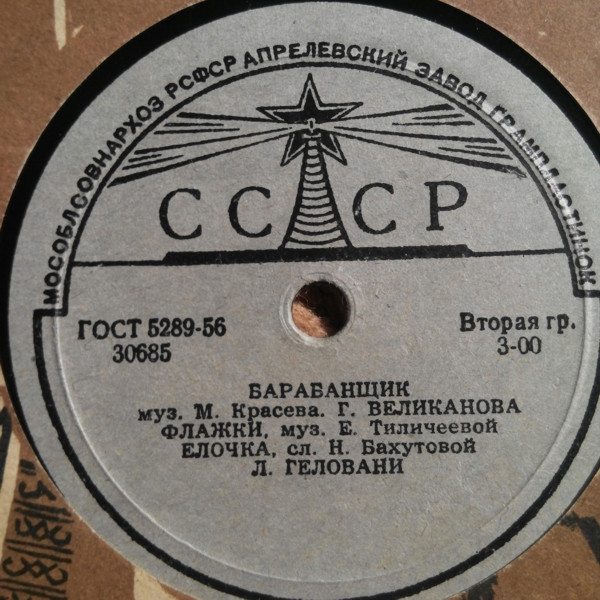 МОСОБЛСОВНАРХОЗ РСФСР АПРЕЛЕВСКИЙ ЗАВОД ГРАМПЛАСТИНОК
СССР
ГОСТ 5289-56
30685
Вторая гр.
3-00
БАРАБАНЩИК
муз. М. Красева. Г. ВЕЛИКАНОВА
ФЛАЖКИ, муз. Е. Тиличеевой
ЕЛОЧКА, сл. Н. Бахутовой
Л. ГЕЛОВАНИ